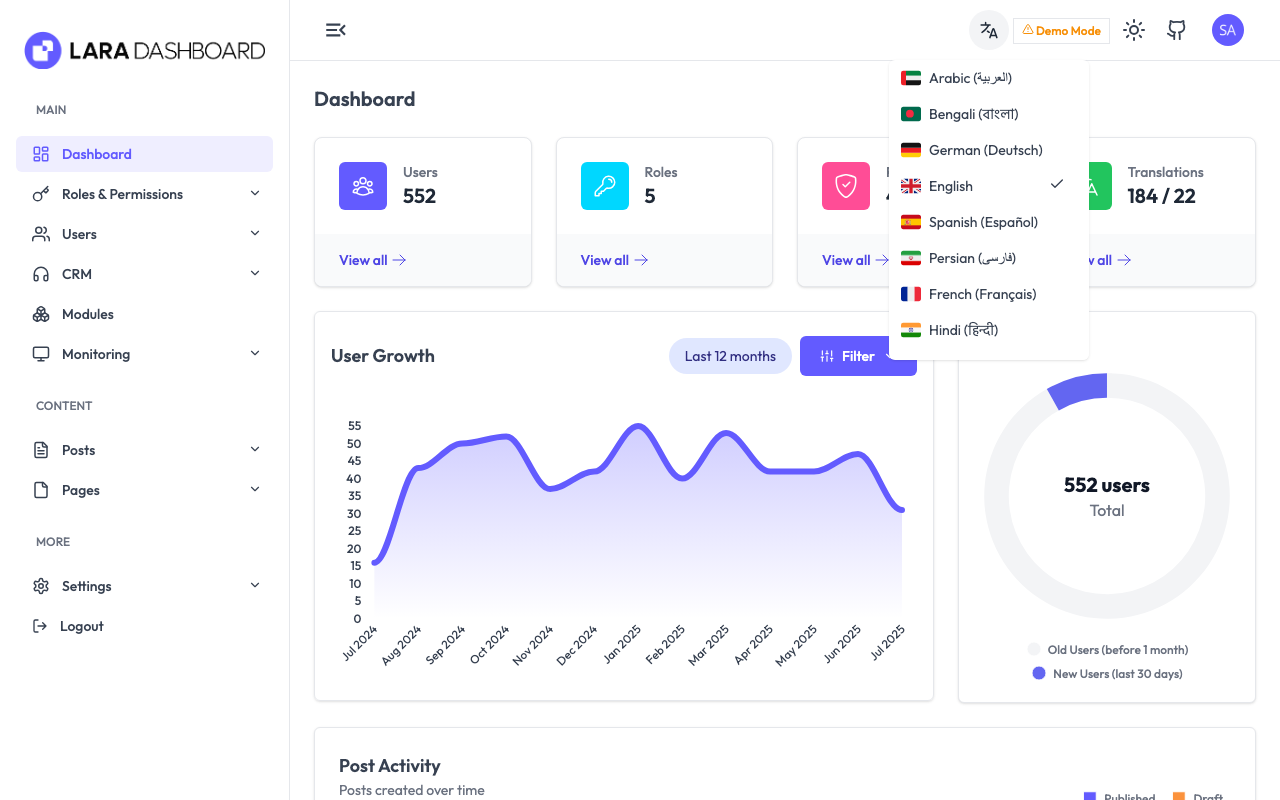 LARA DASHBOARD
Demo Mode
SA
MAIN
Dashboard
Roles & Permissions
Users
CRM
Modules
Monitoring
CONTENT
Posts
Pages
MORE
Settings
Logout
Arabic (العربية)
Bengali (বাংলা)
German (Deutsch)
English
Spanish (Español)
Persian (فارسی)
French (Français)
Hindi (हिन्दी)
Dashboard
Users
552
View all
Roles
5
View all
View all
Translations
184 / 22
all
User Growth
Last 12 months
Filter
55
50
45
40
35
30
25
20
15
10
5
0
Jul 2024
Aug 2024
Sep 2024
Oct 2024
Nov 2024
Dec 2024
Jan 2025
Feb 2025
Mar 2025
Apr 2025
May 2025
Jun 2025
Jul 2025
552 users
Total
Old Users (before 1 month)
New Users (last 30 days)
Post Activity
Posts created over time
Published
Draft